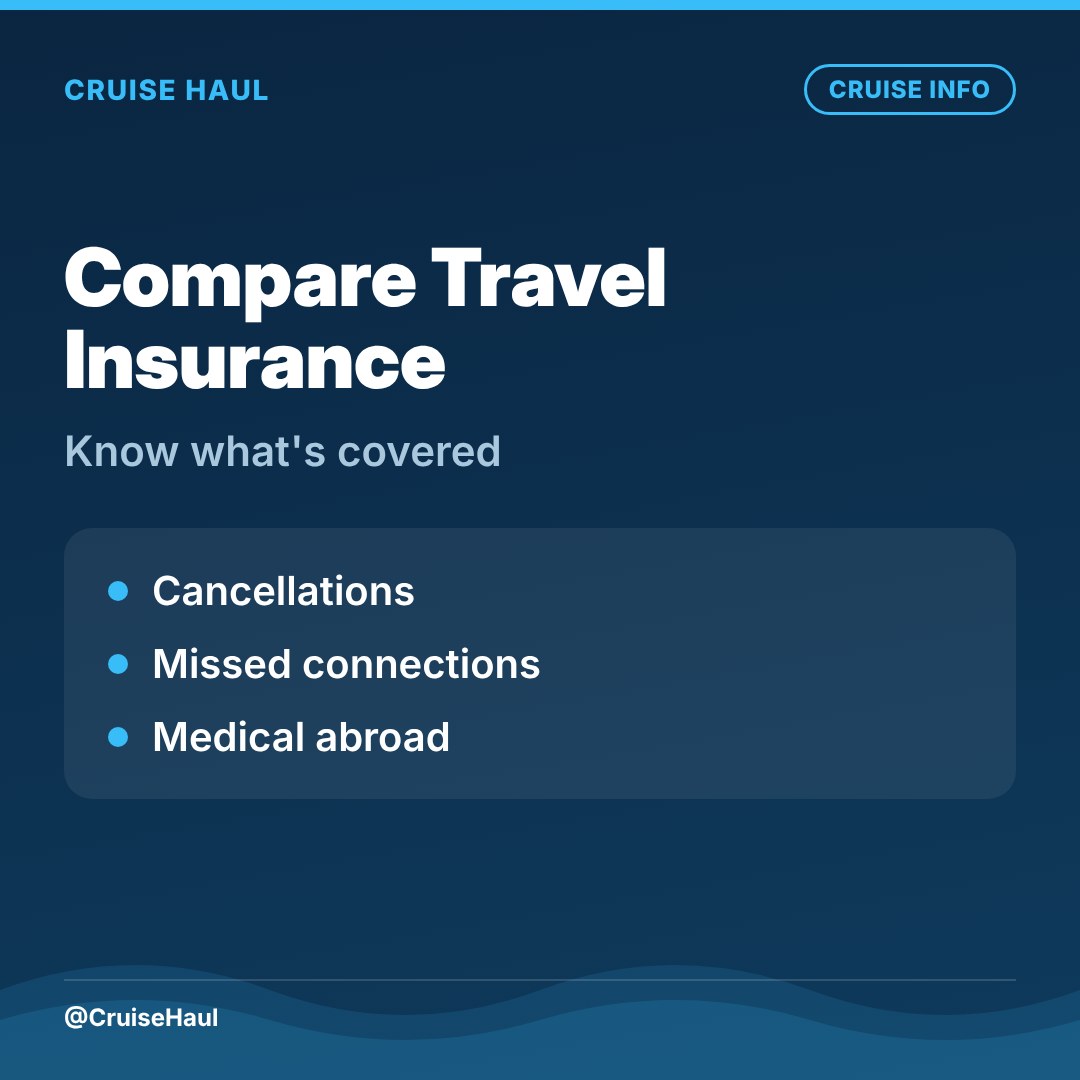 CRUISE HAUL
CRUISE INFO
Compare Travel
Insurance
Know what's covered
Cancellations
Missed connections
Medical abroad
@CruiseHaul